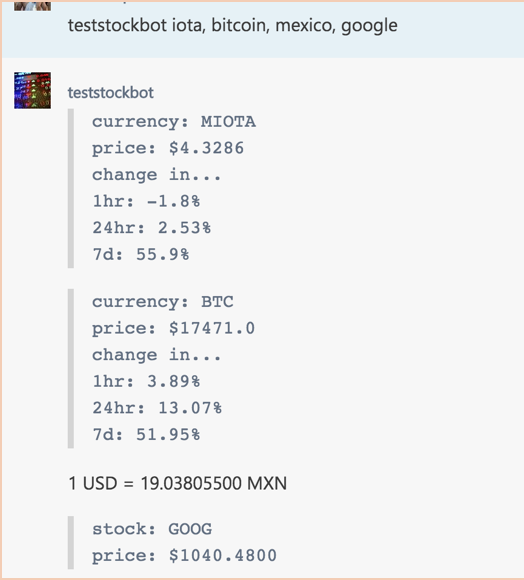 teststockbot iota, bitcoin, mexico, google
teststockbot
currency: MIOTA
price: $4.3286
change in...
1hr: -1.8%
24hr: 2.53%
7d: 55.9%
currency: BTC
price: $17471.0
change in...
1hr: 3.89%
24hr: 13.07%
7d: 51.95%
1 USD = 19.03805500 MXN
stock: GOOG
price: $1040.4800